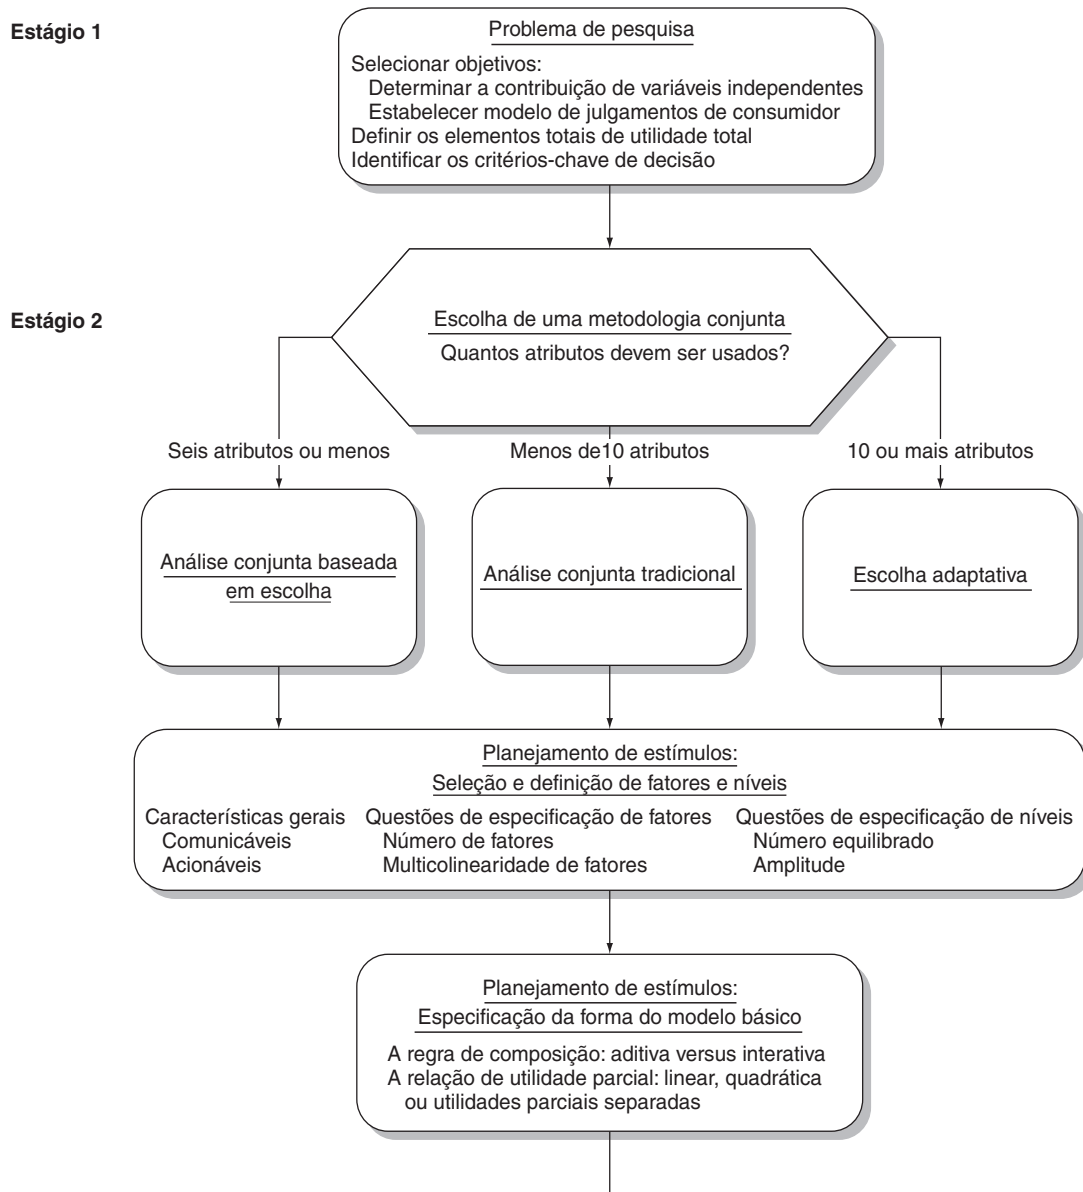 Estágio 1
Problema de pesquisa
Selecionar objetivos:
Determinar a contribuição de variáveis independentes
Estabelecer modelo de julgamentos de consumidor
Definir os elementos totais de utilidade total
Identificar os critérios-chave de decisão
Estágio 2
Escolha de uma metodologia conjunta
Quantos atributos devem ser usados?
Seis atributos ou menos
Menos de10 atributos
10 ou mais atributos
Análise conjunta baseada
em escolha
Análise conjunta tradicional
Escolha adaptativa
Planejamento de estímulos:
Seleção e definição de fatores e níveis
Características gerais
Comunicáveis
Acionáveis
Questões de especificação de fatores
Número de fatores
Multicolinearidade de fatores
Questões de especificação de níveis
Número equilibrado
Amplitude
Planejamento de estímulos:
Especificação da forma do modelo básico
A regra de composição: aditiva versus interativa
A relação de utilidade parcial: linear, quadrática
ou utilidades parciais separadas